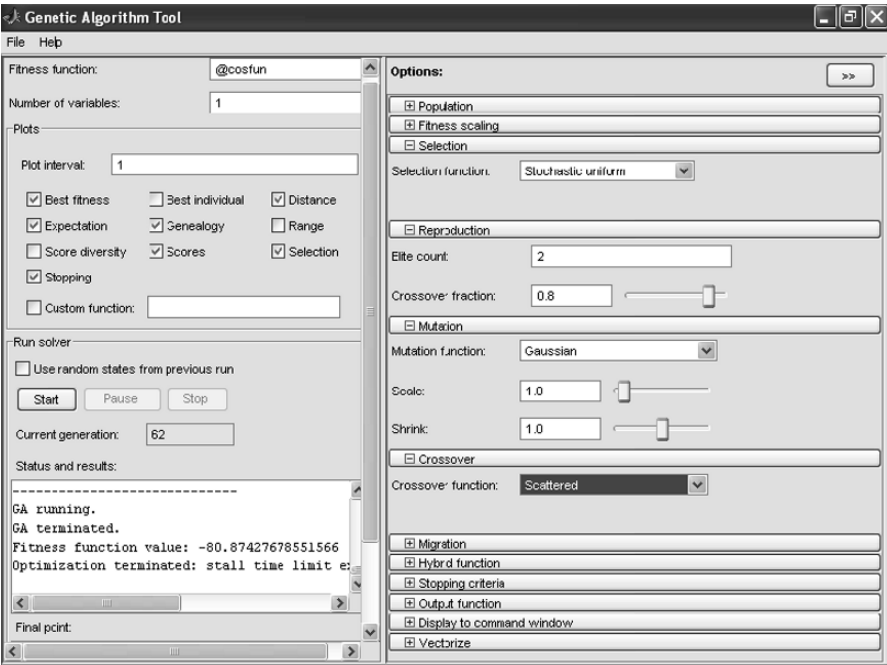 Genetic Algorithm Tool
File Help
Fitness function: @cosfun
Number of variables: 1
Plots
Plot interval: 1
Best fitness Best individual Distance
Expectation Genealogy Range
Score diversity Scores Selection
Stopping
Custom function:
Run solver
Use random states from previous run
Start Pause Stop
Current generation: 62
Status and results:
------------------------------
GA running.
GA terminated.
Fitness function value: -80.87427678551566
Optimization terminated: stall time limit ex
Final point:
Options:
>>
Population
Fitness scaling
Selection
Selection function: Stochastic uniform
Reproduction
Elite count: 2
Crossover fraction: 0.8
Mutation
Mutation function: Gaussian
Scale: 1.0
Shrink: 1.0
Crossover
Crossover function: Scattered
Migration
Hybrid function
Stopping criteria
Output function
Display to command window
Vectorize